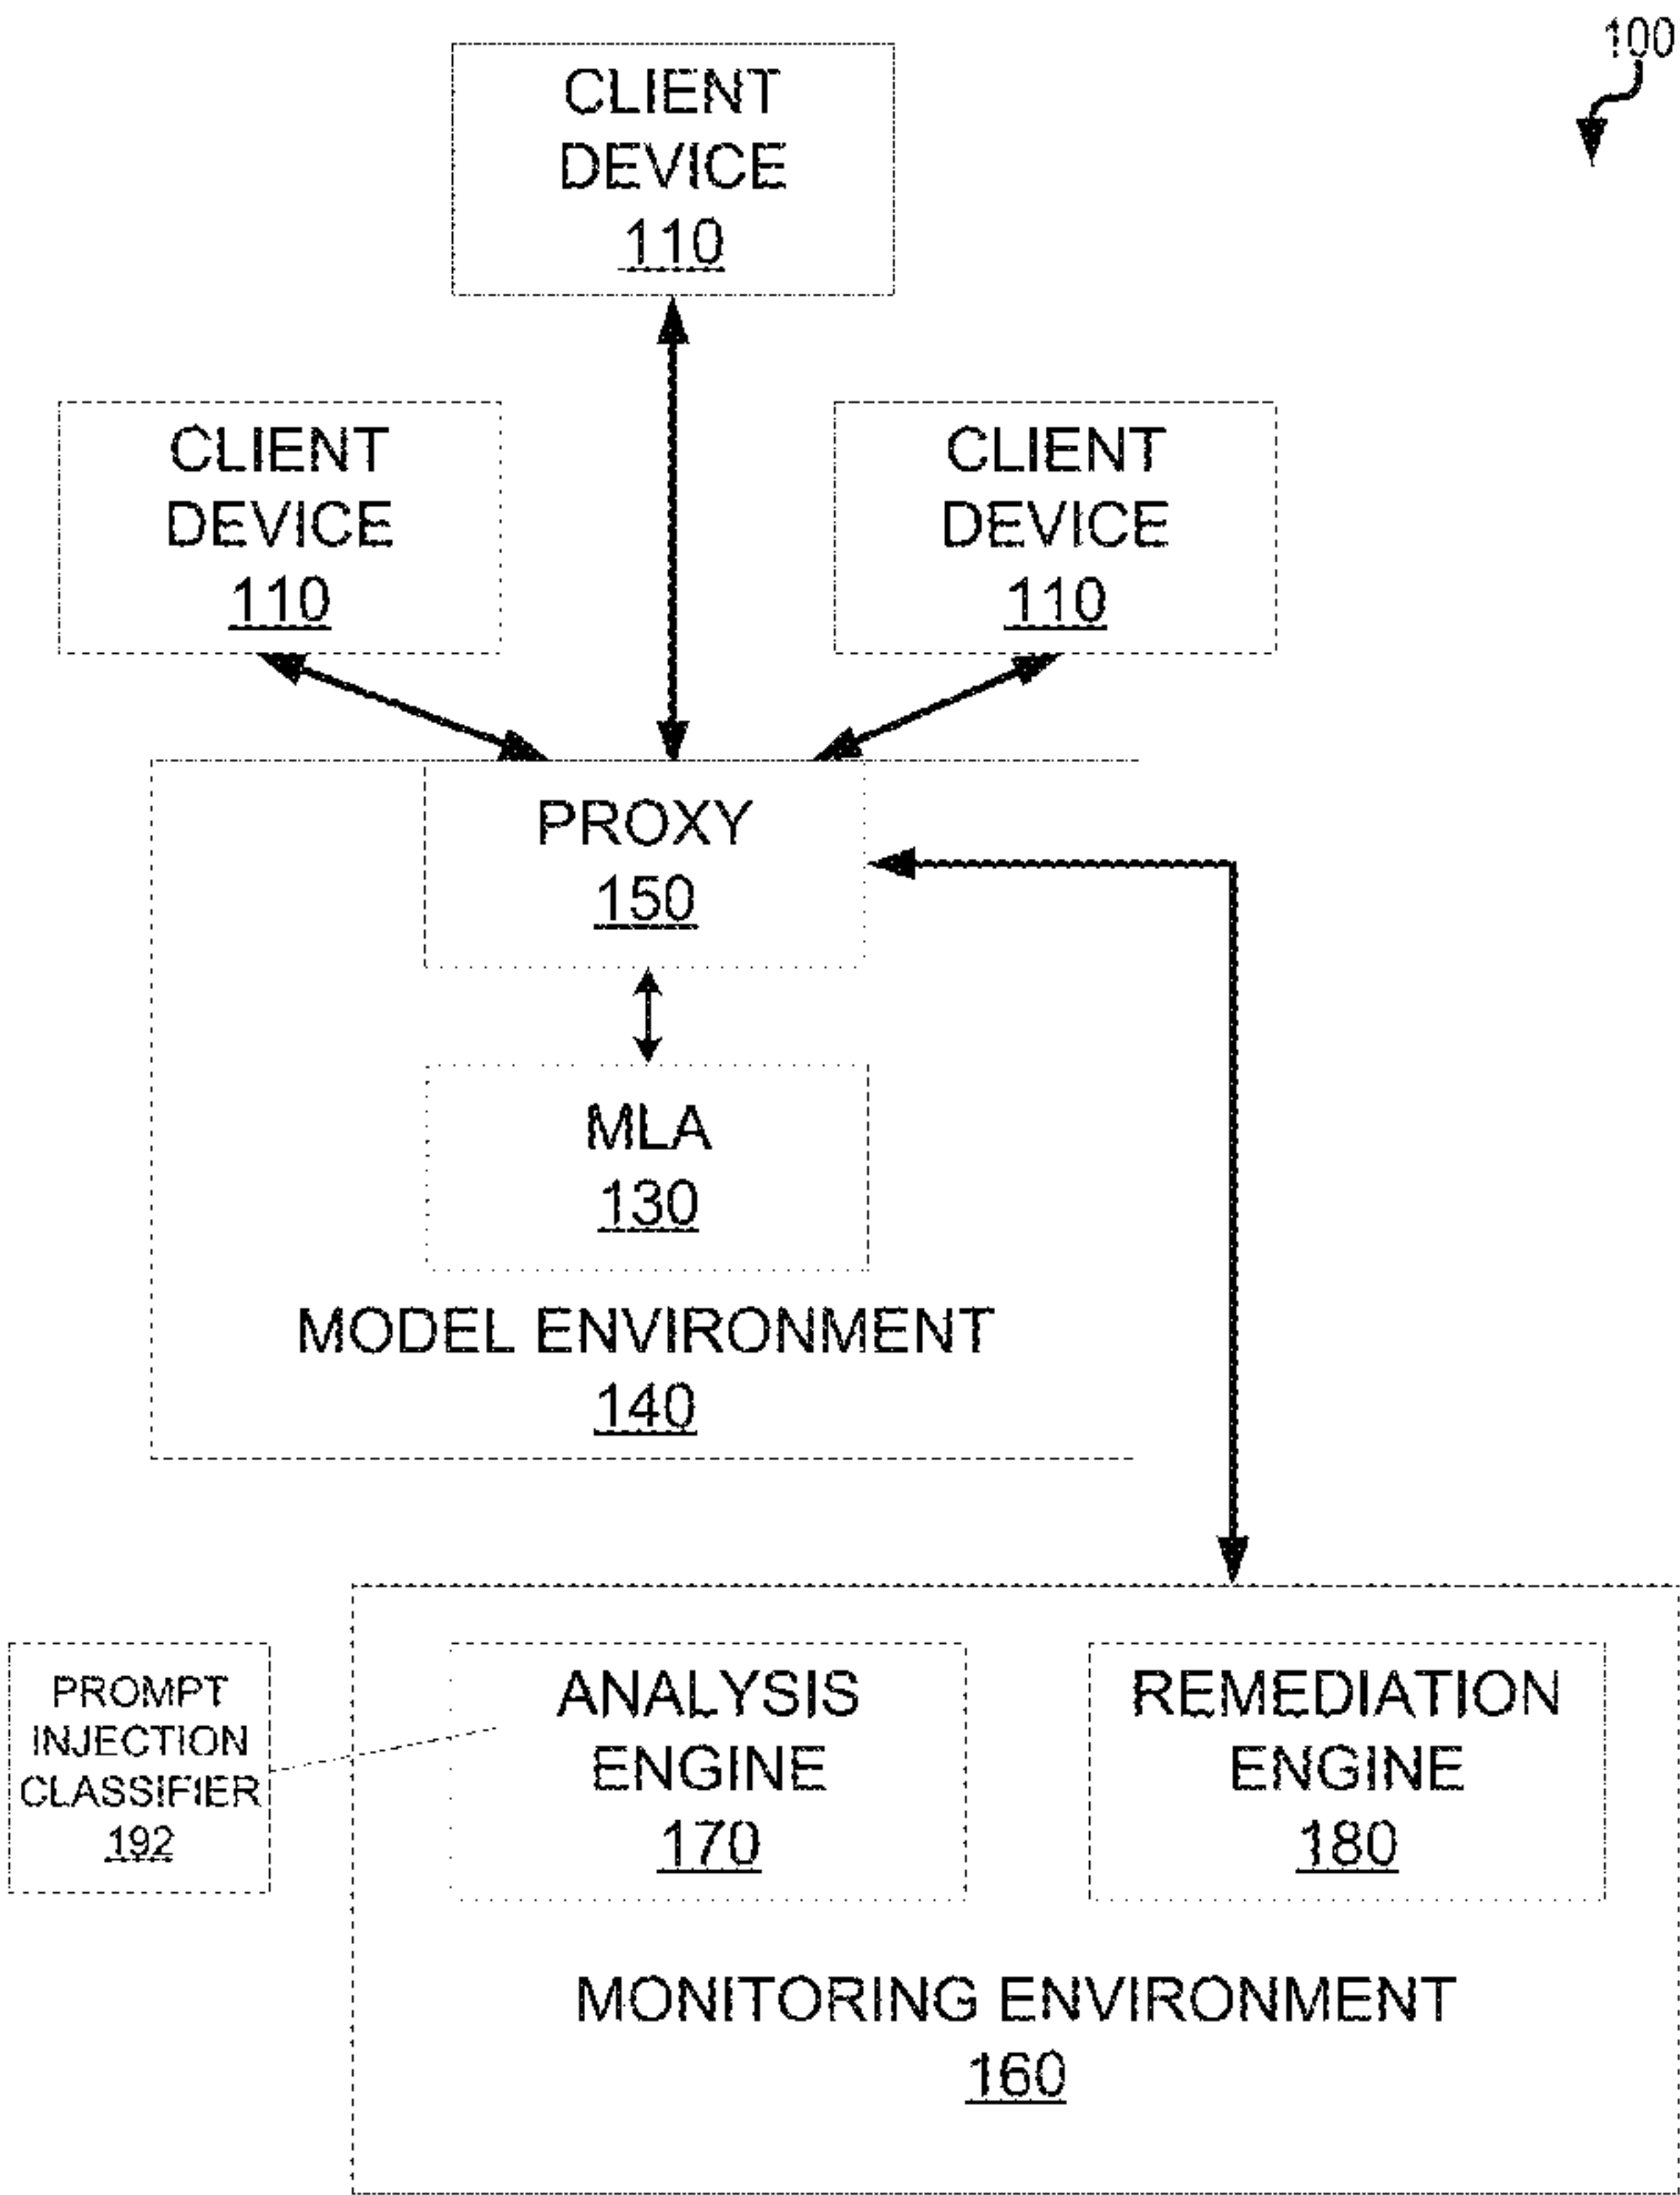 100
CLIENT
DEVICE
110
CLIENT
DEVICE
110
CLIENT
DEVICE
110
PROXY
150
MLA
130
MODEL ENVIRONMENT
140
PROMPT
INJECTION
CLASSIFIER
192
ANALYSIS
ENGINE
170
REMEDIATION
ENGINE
180
MONITORING ENVIRONMENT
160